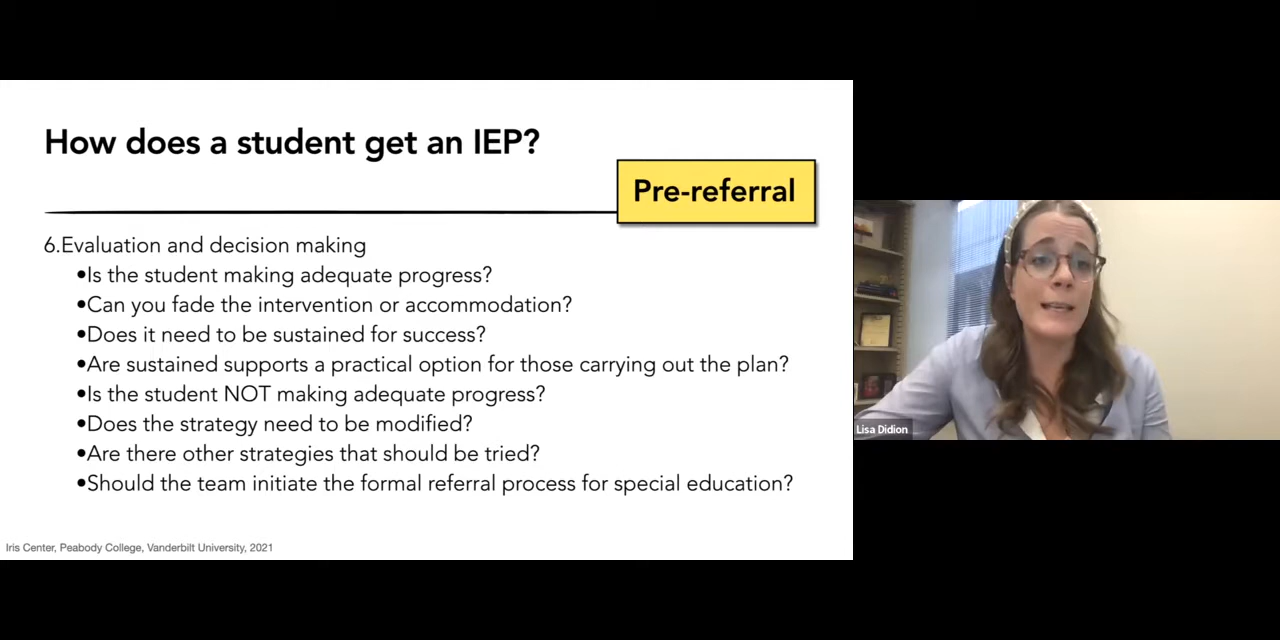 How does a student get an IEP?
Pre-referral
6.Evaluation and decision making
•Is the student making adequate progress?
•Can you fade the intervention or accommodation?
•Does it need to be sustained for success?
•Are sustained supports a practical option for those carrying out the plan?
•Is the student NOT making adequate progress?
•Does the strategy need to be modified?
•Are there other strategies that should be tried?
•Should the team initiate the formal referral process for special education?
Iris Center, Peabody College, Vanderbilt University, 2021
Lisa Didion